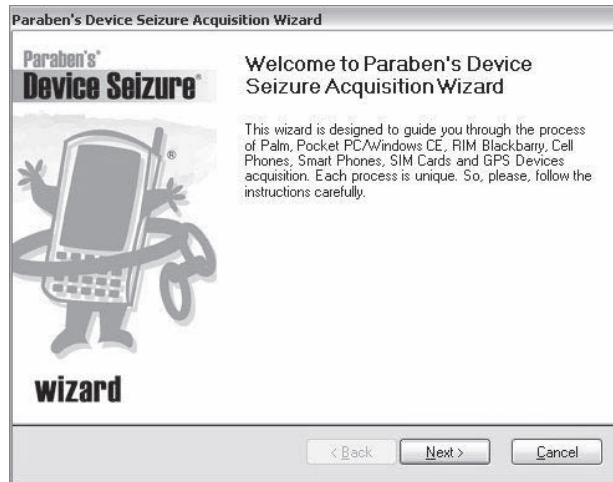 Paraben's Device Seizure Acquisition Wizard
Paraben's®
Device Seizure®
®
wizard
Welcome to Paraben's Device
Seizure Acquisition Wizard
This wizard is designed to guide you through the process
of Palm, Pocket PC/Windows CE, RIM Blackbarry, Cell
Phones, Smart Phones, SIM Cards and GPS Devices
acquisition. Each process is unique. So, please, follow the
instructions carefully.
< Back
Next >
Cancel